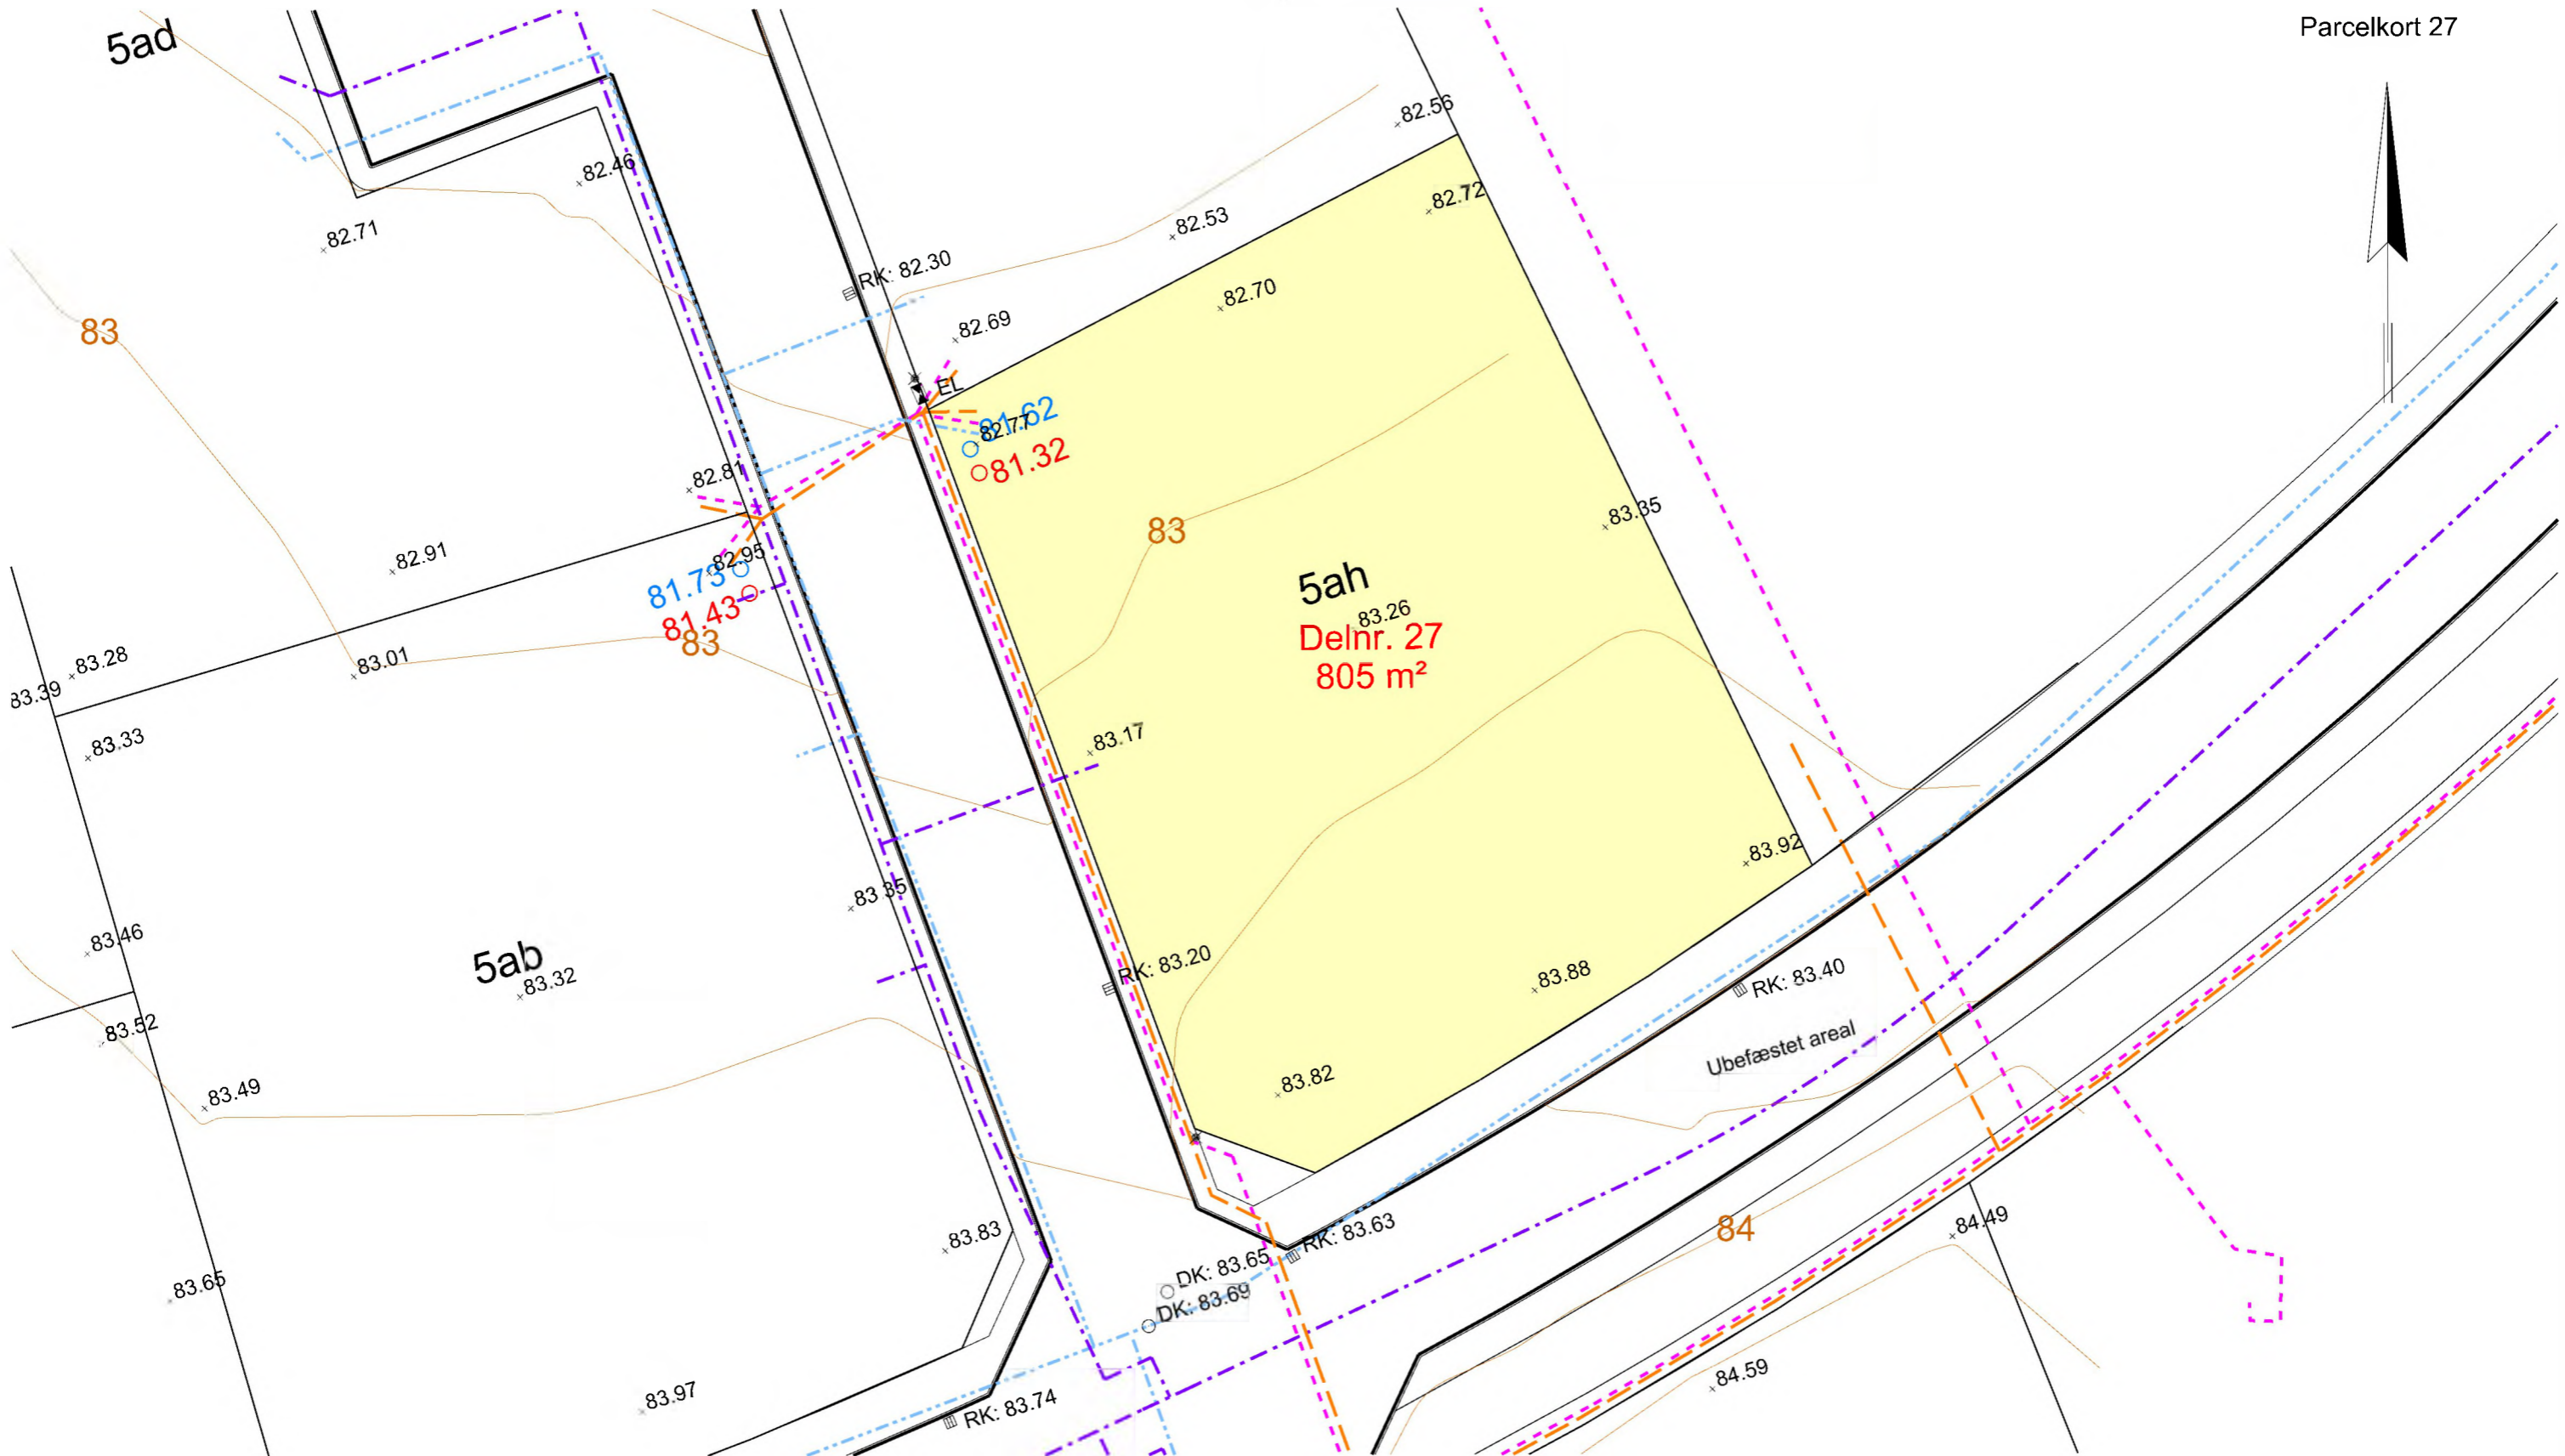 Parcelkort 27
5ad
82.56
82.46
82.72
82.53
82.71
RK: 82.30
82.70
82.69
83
EL
81.62
82.77
81.32
82.81
83.35
83
82.91
82.95
81.73
81.43
5ah
83.26
Delnr. 27
805 m²
83
83.28
83.01
83.39
83.33
83.17
83.92
83.35
83.46
5ab
83.32
RK: 83.20
83.88
RK: 83.40
83.52
Ubefæstet areal
83.49
83.82
83.83
RK: 83.63
84
84.49
83.65
DK: 83.65
DK: 83.69
83.97
RK: 83.74
84.59